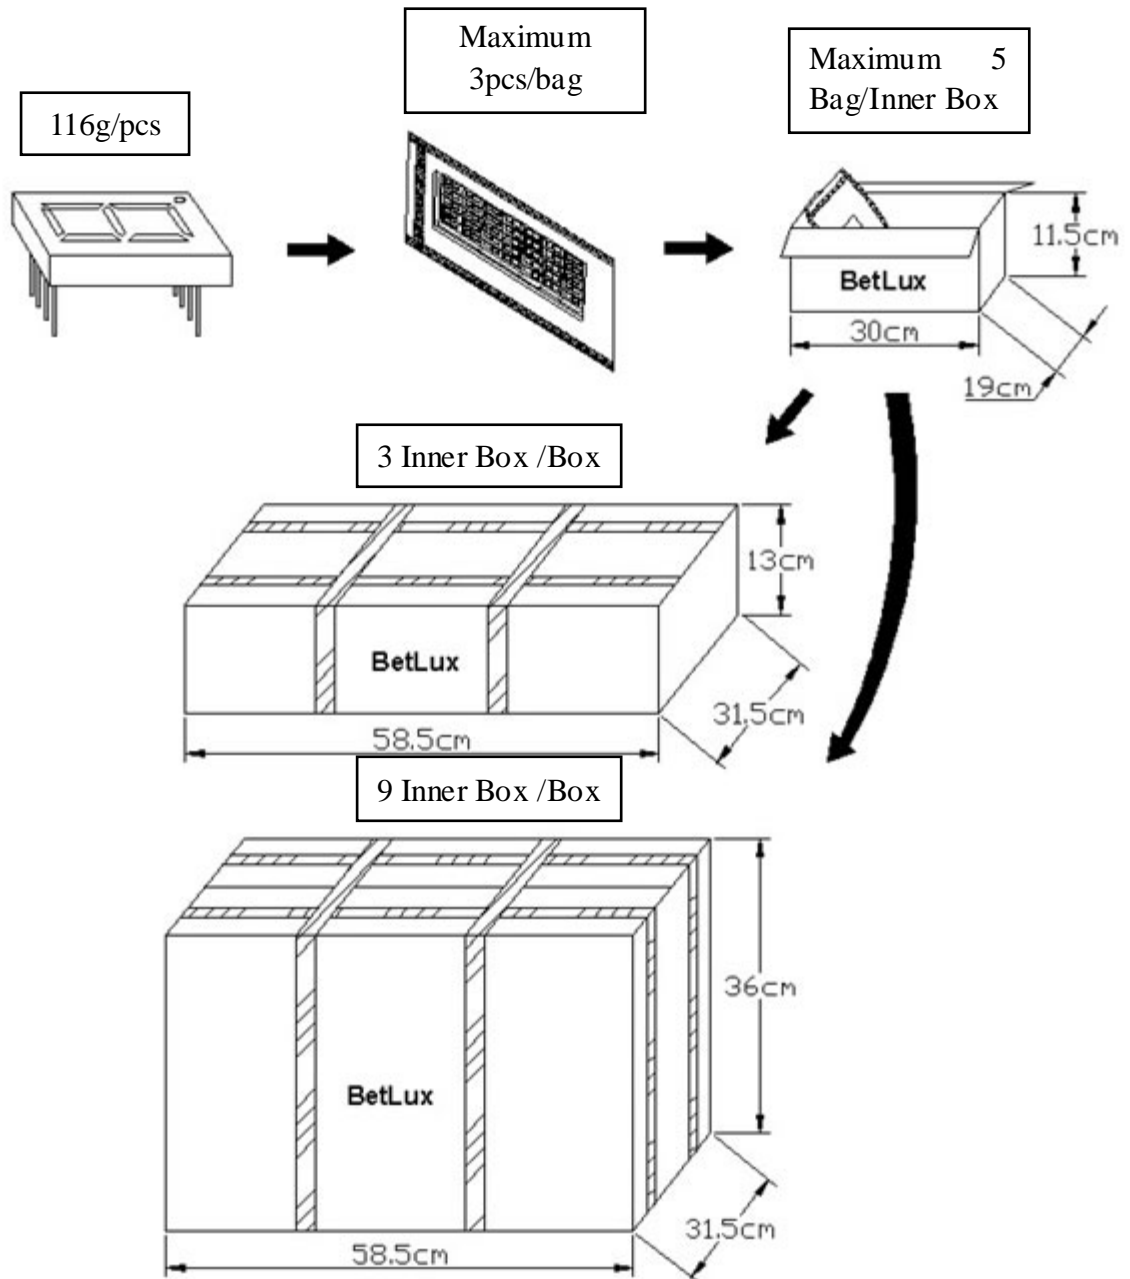 Maximum
3pcs/bag
Maximum 5
Bag/Inner Box
116g/pcs
11.5cm
BetLux
30cm
19cm
3 Inner Box /Box
13cm
BetLux
31.5cm
58.5cm
9 Inner Box /Box
36cm
BetLux
31.5cm
58.5cm